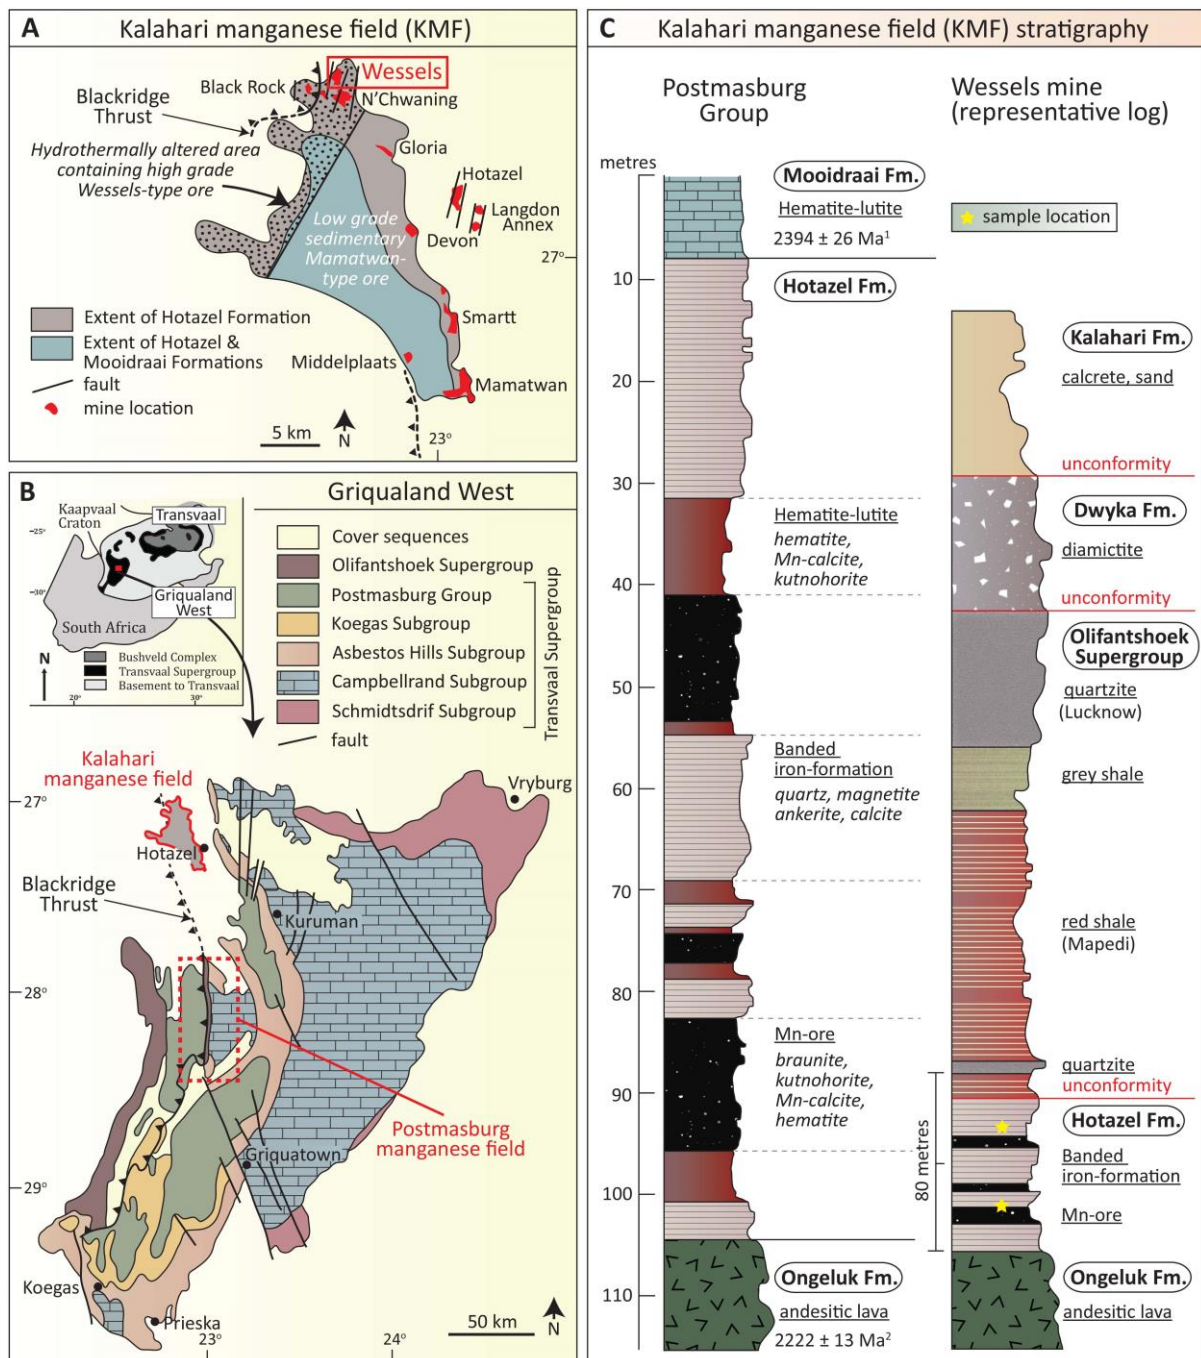 A
Kalahari manganese field (KMF)
Wessels
Black Rock
N'Chwaning
Blackridge
Thrust
Hydrothermally altered area
containing high grade
Wessels-type ore
Gloria
Hotazel
Langdon
Annex
Devon
Low grade
sedimentary
Mamatwan-
type ore
27°
Extent of Hotazel Formation
Extent of Hotazel &
Mooidraai Formations
fault
mine location
Smartt
Middelplaats
Mamatwan
5 km
N
23°
B
Griqualand West
Kaapvaal
Craton
Transvaal
-25°
-30°
Griqualand
West
South Africa
N
Bushveld Complex
Transvaal Supergroup
Basement to Transvaal
20°
30°
Cover sequences
Olifantshoek Supergroup
Postmasburg Group
Koegas Subgroup
Asbestos Hills Subgroup
Campbellrand Subgroup
Schmidtsdrif Subgroup
fault
Transvaal Supergroup
Kalahari
manganese field
27°
Vryburg
Hotazel
Blackridge
Thrust
Kuruman
28°
Postmasburg
manganese field
Griquatown
29°
Koegas
Prieska
23°
24°
50 km
N
C
Kalahari manganese field (KMF) stratigraphy
Postmasburg
Group
Wessels mine
(representative log)
metres
10
20
30
40
50
60
70
80
90
100
110
Mooidraai Fm.
Hematite-lutite
2394 ± 26 Ma¹
Hotazel Fm.
Hematite-lutite
hematite,
Mn-calcite,
kutnohorite
Banded
iron-formation
quartz, magnetite
ankerite, calcite
Mn-ore
braunite,
kutnohorite,
Mn-calcite,
hematite
Ongeluk Fm.
andesitic lava
2222 ± 13 Ma²
sample location
Kalahari Fm.
calcrete, sand
unconformity
Dwyka Fm.
diamictite
unconformity
Olifantshoek
Supergroup
quartzite
(Lucknow)
grey shale
red shale
(Mapedi)
quartzite
unconformity
Hotazel Fm.
Banded
iron-formation
Mn-ore
80 metres
Ongeluk Fm.
andesitic lava